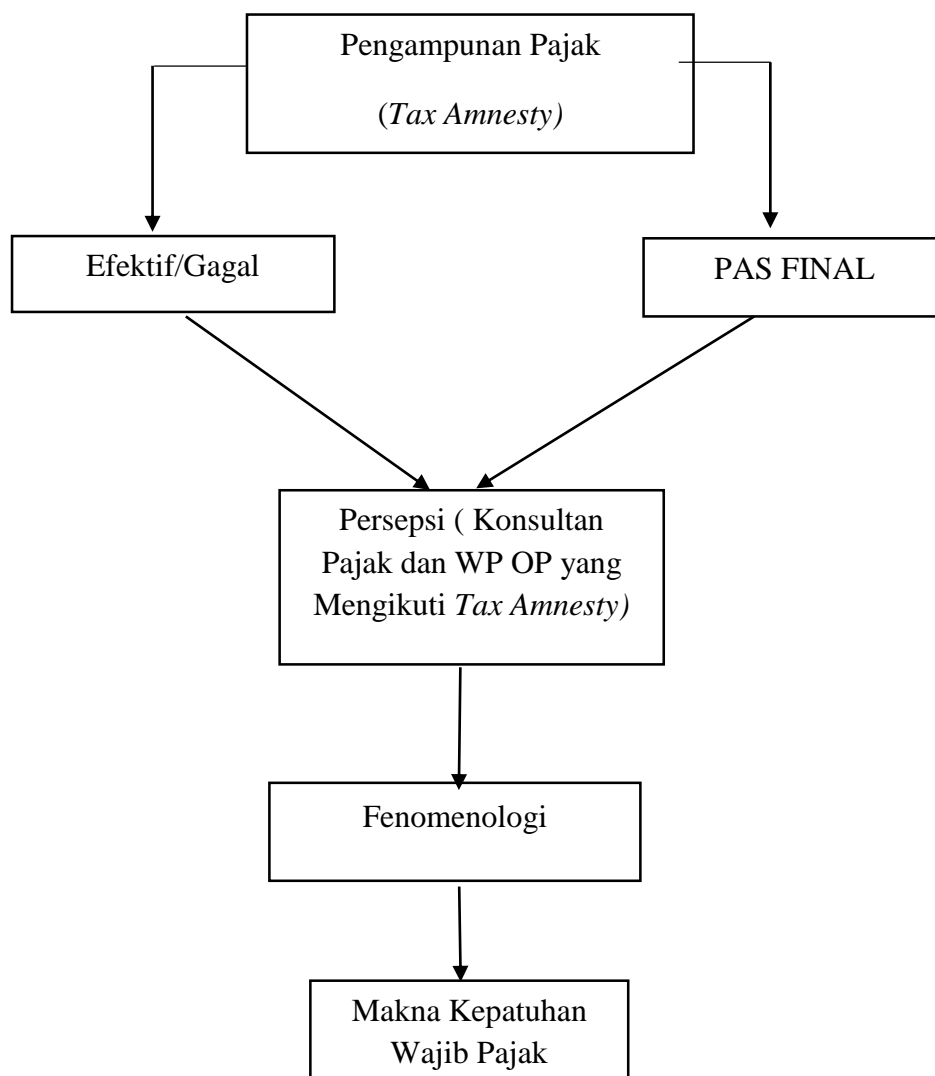 Pengampunan Pajak
(Tax Amnesty)
Efektif/Gagal
PAS FINAL
Persepsi ( Konsultan
Pajak dan WP OP yang
Mengikuti Tax Amnesty)
Fenomenologi
Makna Kepatuhan
Wajib Pajak